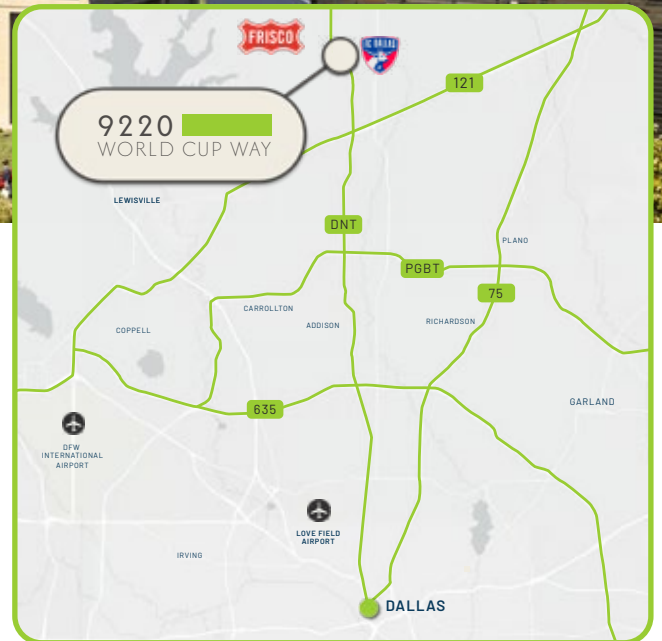 FRISCO
FC DALLAS
121
9220
WORLD CUP WAY
LEWISVILLE
DNT
PLANO
PGBT
75
CARROLLTON
ADDISON
RICHARDSON
COPPELL
GARLAND
635
DFW
INTERNATIONAL
AIRPORT
LOVE FIELD
AIRPORT
IRVING
DALLAS